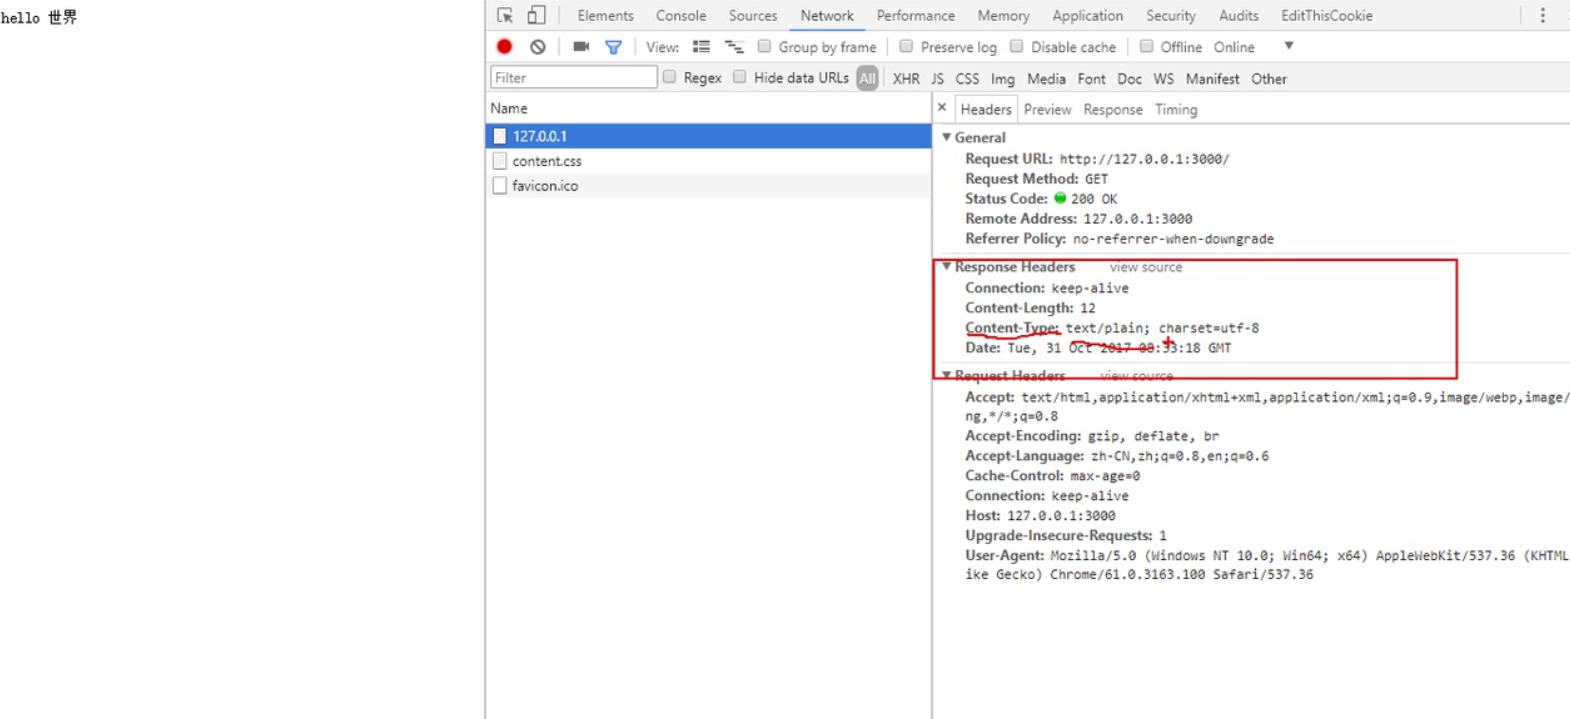 hello 世界
Elements Console Sources Network Performance Memory Application Security Audits EditThisCookie
View: Group by frame Preserve log Disable cache Offline Online
Filter Regex Hide data URLs All XHR JS CSS Img Media Font Doc WS Manifest Other
Name
127.0.0.1
content.css
favicon.ico
Headers Preview Response Timing
General
Request URL: http://127.0.0.1:3000/
Request Method: GET
Status Code: 200 OK
Remote Address: 127.0.0.1:3000
Referrer Policy: no-referrer-when-downgrade
Response Headers view source
Connection: keep-alive
Content-Length: 12
Content-Type: text/plain; charset=utf-8
Date: Tue, 31 Oct 2017 08:33:18 GMT
Request Headers view source
Accept: text/html,application/xhtml+xml,application/xml;q=0.9,image/webp,image/
ng,*/*;q=0.8
Accept-Encoding: gzip, deflate, br
Accept-Language: zh-CN,zh;q=0.8,en;q=0.6
Cache-Control: max-age=0
Connection: keep-alive
Host: 127.0.0.1:3000
Upgrade-Insecure-Requests: 1
User-Agent: Mozilla/5.0 (Windows NT 10.0; Win64; x64) AppleWebKit/537.36 (KHTML
ike Gecko) Chrome/61.0.3163.100 Safari/537.36